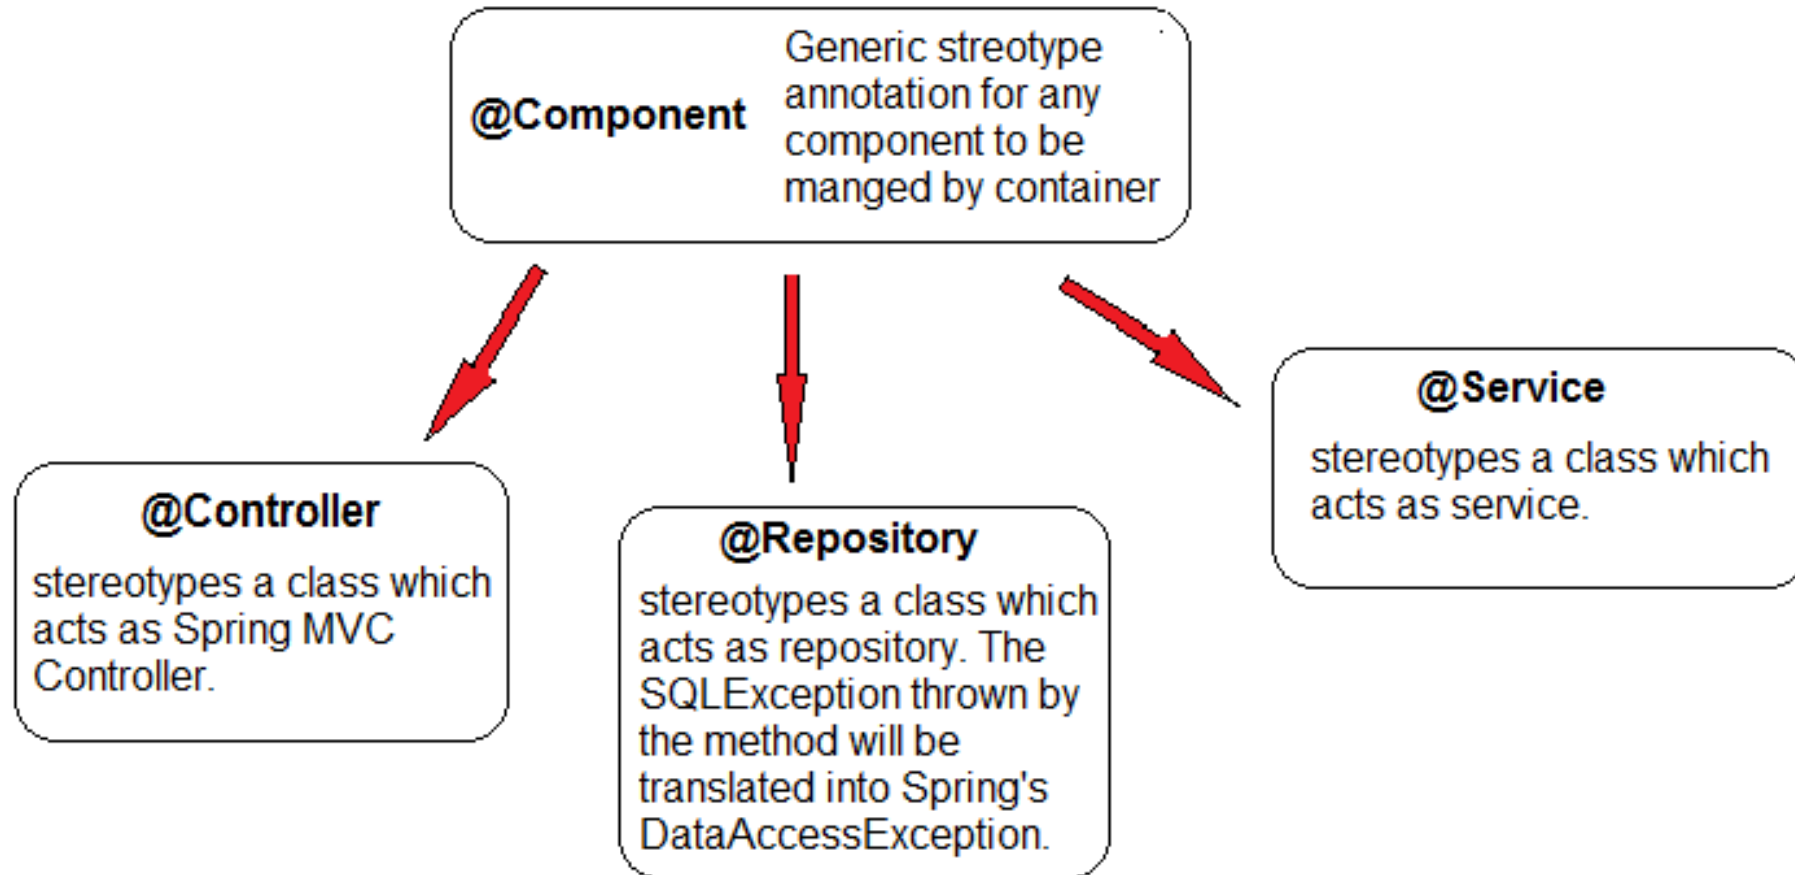 @Component
Generic streotype
annotation for any
component to be
manged by container
@Controller
stereotypes a class which
acts as Spring MVC
Controller.
@Repository
stereotypes a class which
acts as repository. The
SQLException thrown by
the method will be
translated into Spring's
DataAccessException.
@Service
stereotypes a class which
acts as service.